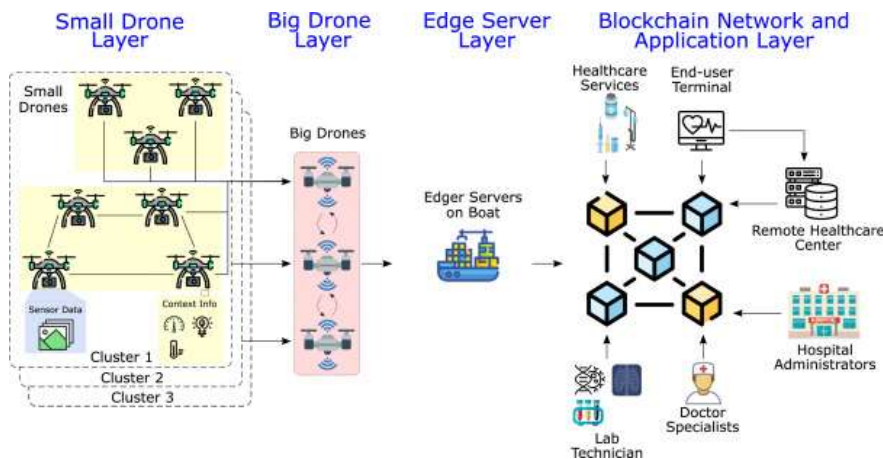 Small Drone
Layer
Big Drone
Layer
Edge Server
Layer
Blockchain Network and
Application Layer
Small
Drones
Sensor Data
Context Info
Cluster 1
Cluster 2
Cluster 3
Big Drones
Edger Servers
on Boat
Healthcare
Services
End-user
Terminal
Remote Healthcare
Center
Hospital
Administrators
Lab
Technician
Doctor
Specialists